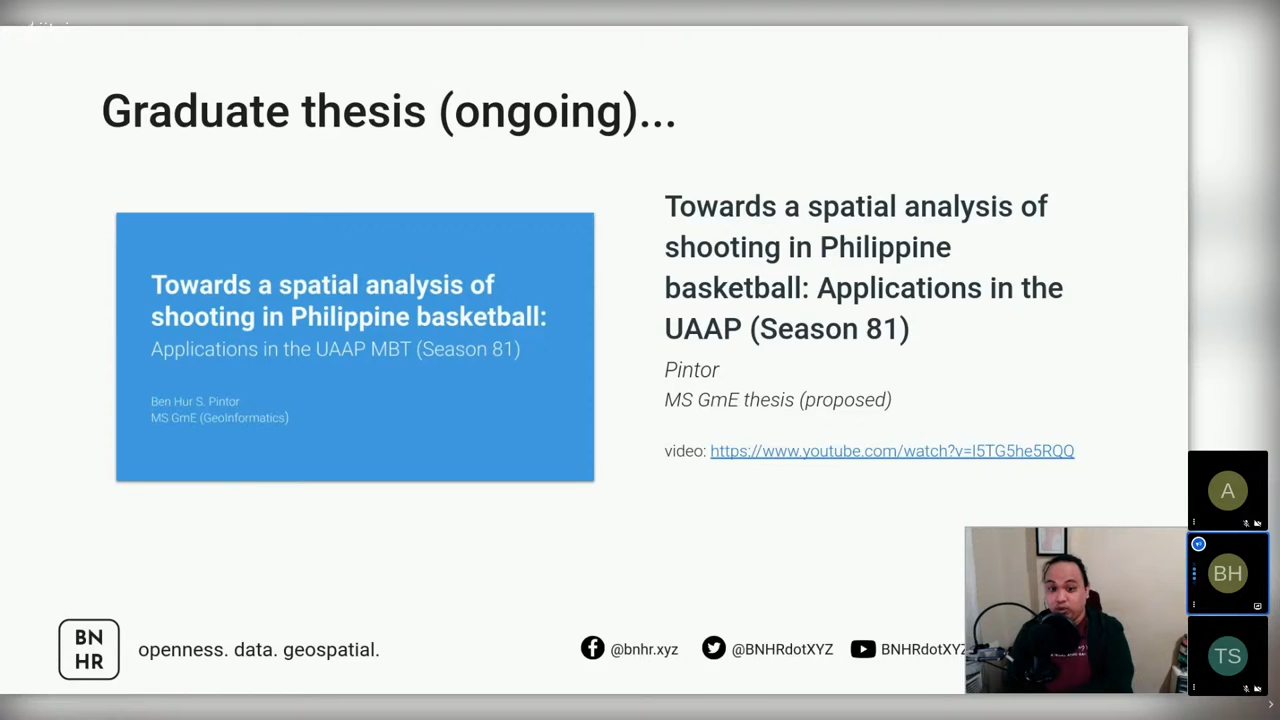 Graduate thesis (ongoing)...
Towards a spatial analysis of
shooting in Philippine basketball:
Applications in the UAAP MBT (Season 81)
Ben Hur S. Pintor
MS GmE (GeoInformatics)
Towards a spatial analysis of
shooting in Philippine
basketball: Applications in the
UAAP (Season 81)
Pintor
MS GmE thesis (proposed)
video: https://www.youtube.com/watch?v=I5TG5he5RQQ
BN
HR
openness. data. geospatial.
@bnhr.xyz
@BNHRdotXYZ
BNHRdotXYZ
A
BH
TS